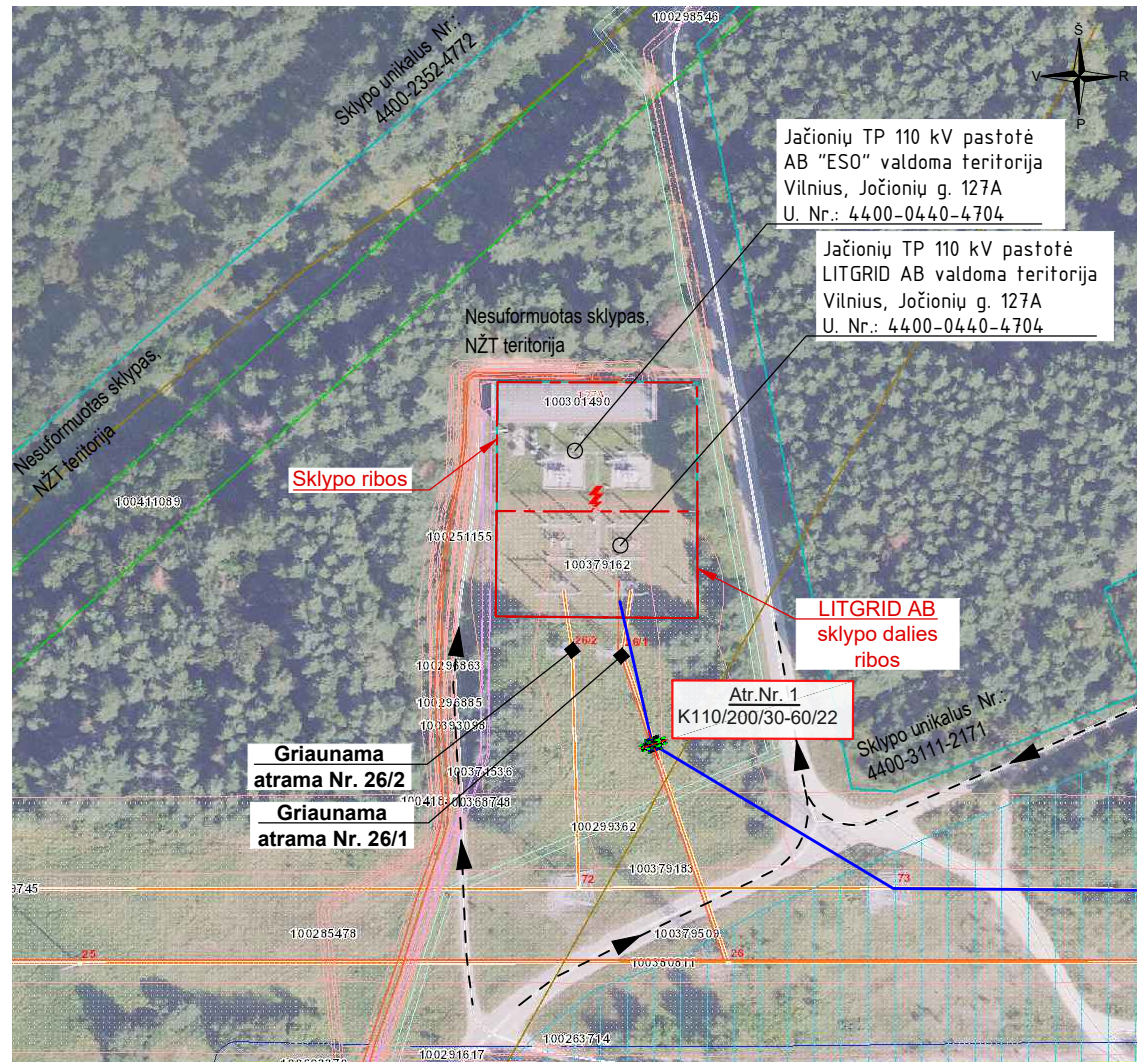 100298546
Š
V
R
P
Sklypo unikalus Nr.:
4400-2352-4772
Jačionių TP 110 kV pastotė
AB "ESO" valdoma teritorija
Vilnius, Jočionių g. 127A
U. Nr.: 4400-0440-4704
Jačionių TP 110 kV pastotė
LITGRID AB valdoma teritorija
Vilnius, Jočionių g. 127A
U. Nr.: 4400-0440-4704
Nesuformuotas sklypas,
NŽT teritorija
Nesuformuotas sklypas,
NŽT teritorija
100301490
Sklypo ribos
100411089
100251155
100379162
LITGRID AB
sklypo dalies
ribos
26/2
26/1
100296863
100296885
100393098
Atr.Nr. 1
K110/200/30-60/22
Sklypo unikalus Nr.:
4400-3111-2171
Griaunama
atrama Nr. 26/2
100371536
100368748
Griaunama
atrama Nr. 26/1
100299362
100379183
9745
72
73
100285478
100379509
25
26
100380811
100263714
100291617